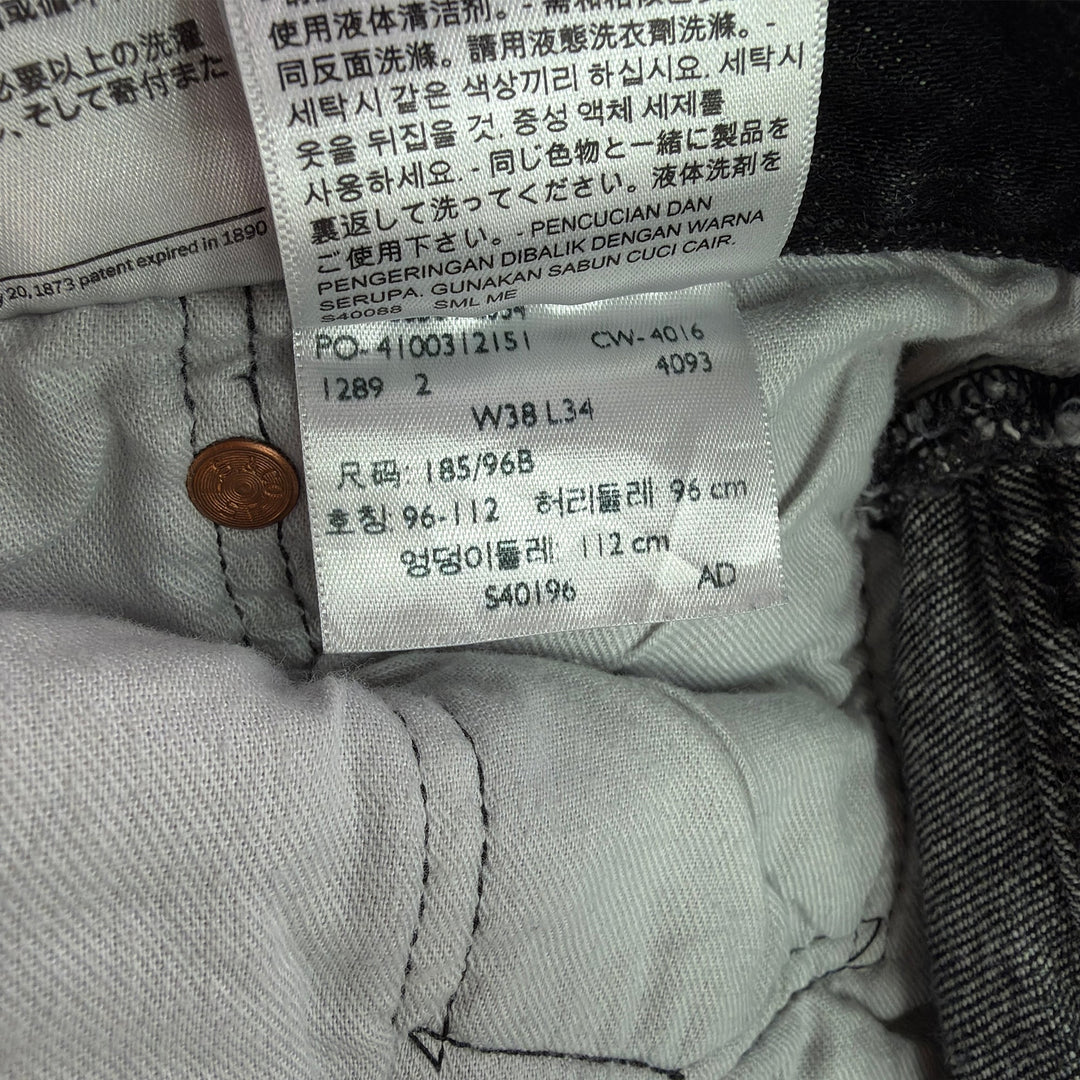 必要以上の洗濯
、そして寄付また
y 20, 1873 patent expired in 1890
使用液体清洁剂。-
同反面洗滌。請用液態洗衣劑洗滌。-
세탁시 같은 색상끼리 하십시요. 세탁시
옷을 뒤집을 것. 중성 액체 세제를
사용하세요. - 同じ色物と一緒に製品を
裏返して洗ってください。液体洗剤を
ご使用下さい。- PENCUCIAN DAN
PENGERINGAN DIBALIK DENGAN WARNA
SERUPA. GUNAKAN SABUN CUCI CAIR.
S40088 SML ME
PO-4100312151 CW-4016
1289 2 4093
W38 L34
尺码: 185/96B
호칭 96-112 허리둘레 96 cm
엉덩이둘레 112 cm
S40196 AD